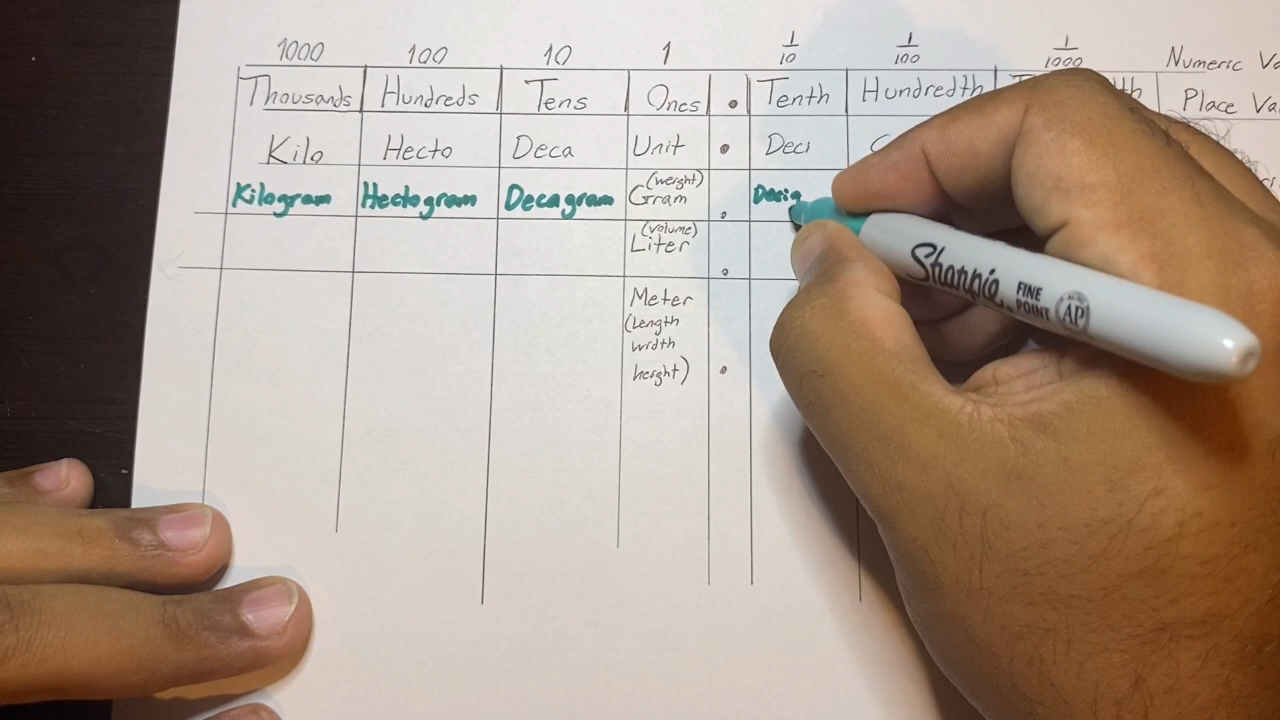 1000 100 10 1 1/10 1/100 1/1000 Numeric Va
Thousands Hundreds Tens Ones . Tenth Hundredth th Place Va
Kilo Hecto Deca Unit . Deci C
Kilogram Hectogram Decagram (weight) Gram . Decig
(volume)
Liter .
Meter
(Length
width
height) .
Sharpie FINE POINT AP